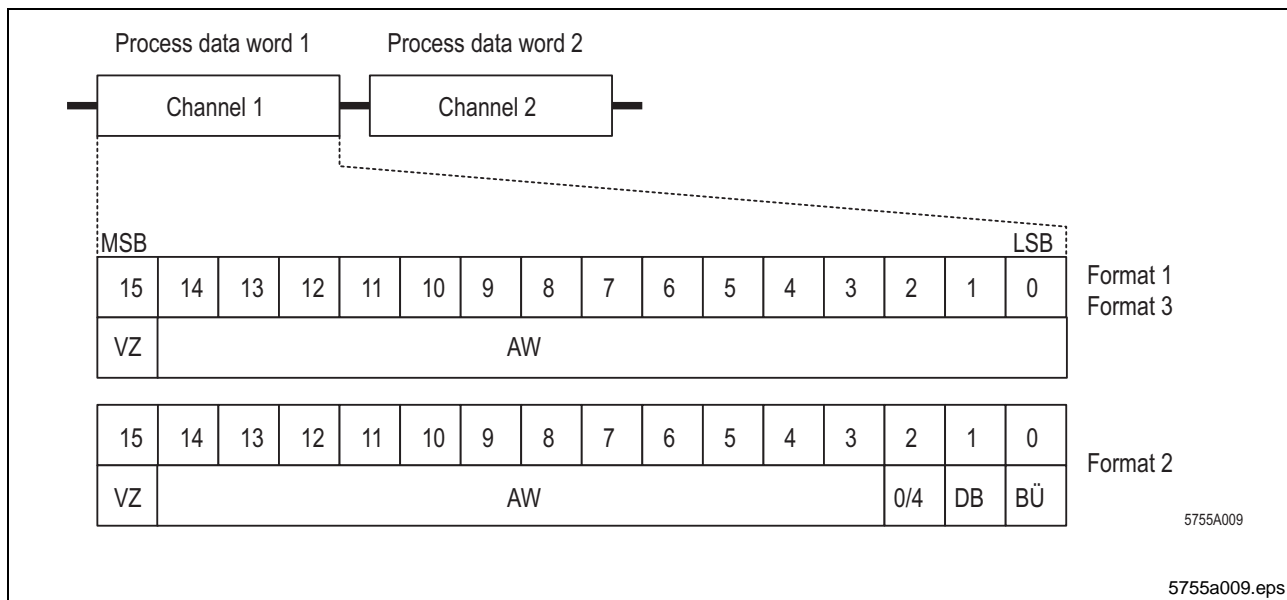 Process data word 1 Process data word 2
Channel 1 Channel 2
MSB LSB
15 14 13 12 11 10 9 8 7 6 5 4 3 2 1 0
Format 1
Format 3
VZ AW
15 14 13 12 11 10 9 8 7 6 5 4 3 2 1 0
Format 2
VZ AW 0/4 DB BÜ
5755A009
5755a009.eps